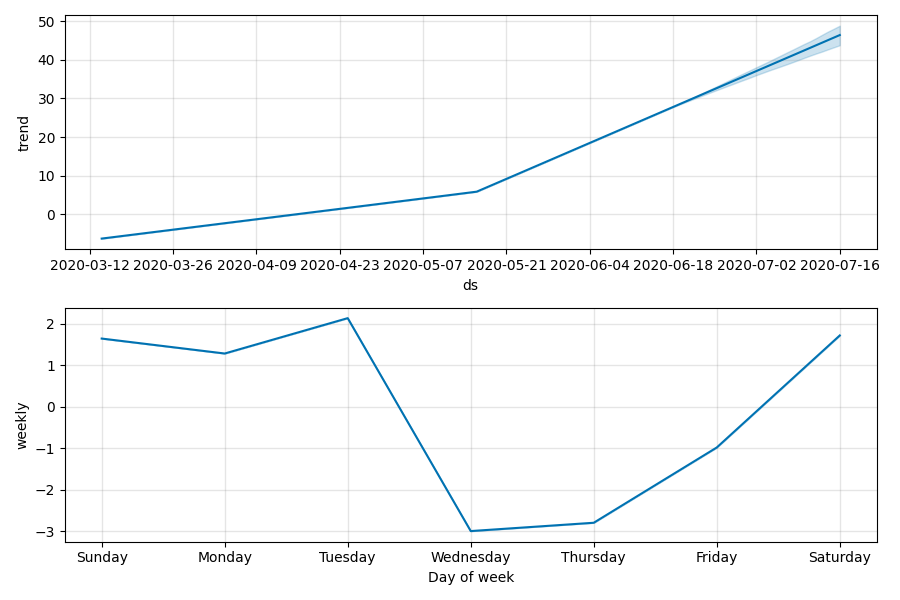 50
40
30
20
10
0
trend
2020-03-12 2020-03-26 2020-04-09 2020-04-23 2020-05-07 2020-05-21 2020-06-04 2020-06-18 2020-07-02 2020-07-16
ds
2
1
0
−1
−2
−3
weekly
Sunday Monday Tuesday Wednesday Thursday Friday Saturday
Day of week